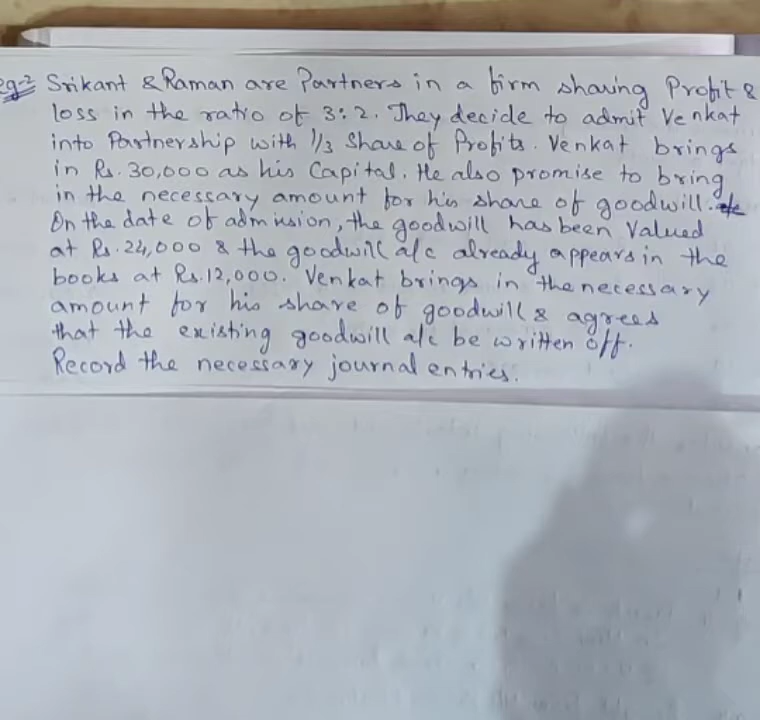 eg-2 Srikant & Raman are Partners in a firm sharing Profit &
loss in the ratio of 3:2. They decide to admit Venkat
into Partnership with 1/3 Share of Profits. Venkat brings
in Rs. 30,000 as his Capital. He also promise to bring
in the necessary amount for his share of goodwill.
On the date of admission, the goodwill has been Valued
at Rs. 24,000 & the goodwill a/c already appears in the
books at Rs. 12,000. Venkat brings in the necessary
amount for his share of goodwill & agrees
that the existing goodwill a/c be written off.
Record the necessary journal entries.